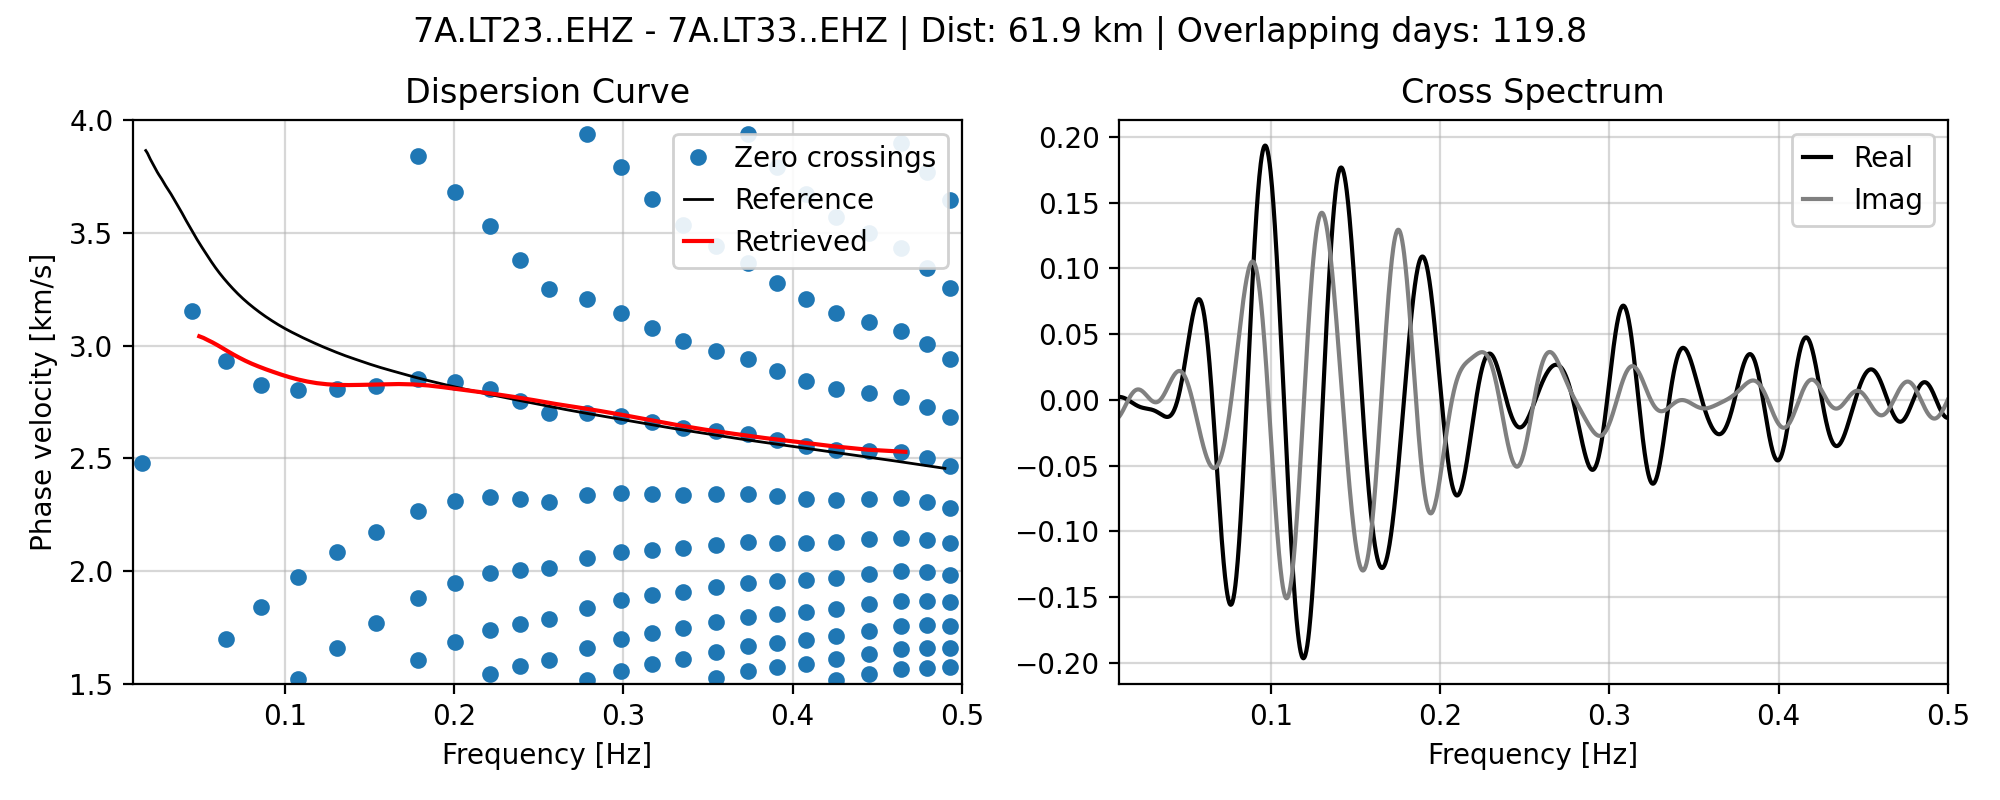 7A.LT23..EHZ - 7A.LT33..EHZ | Dist: 61.9 km | Overlapping days: 119.8
Dispersion Curve
4.0
3.5
3.0
2.5
2.0
1.5
Phase velocity [km/s]
0.1
0.2
0.3
0.4
0.5
Frequency [Hz]
Zero crossings
Reference
Retrieved
Cross Spectrum
0.20
0.15
0.10
0.05
0.00
−0.05
−0.10
−0.15
−0.20
0.1
0.2
0.3
0.4
0.5
Frequency [Hz]
Real
Imag